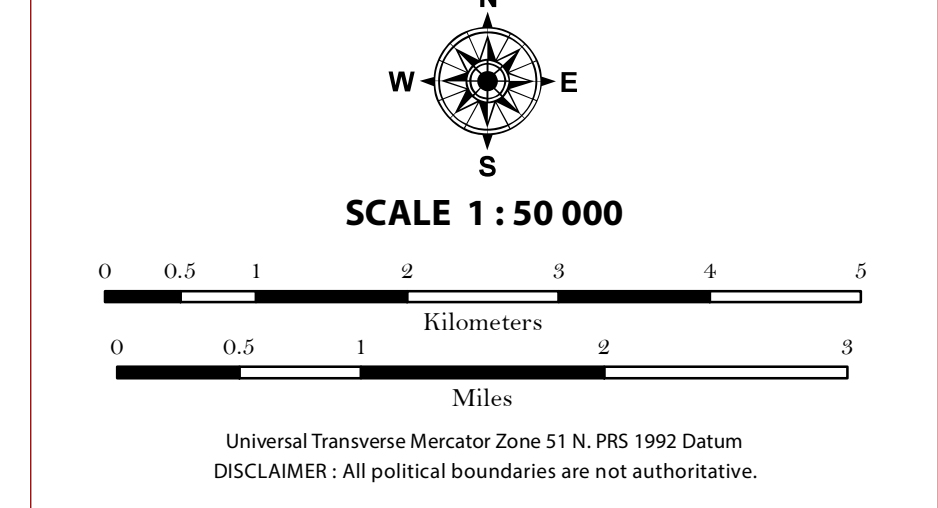 N
W E
S
SCALE 1 : 50 000
0 0.5 1 2 3 4 5
Kilometers
0 0.5 1 2 3
Miles
Universal Transverse Mercator Zone 51 N. PRS 1992 Datum
DISCLAIMER : All political boundaries are not authoritative.